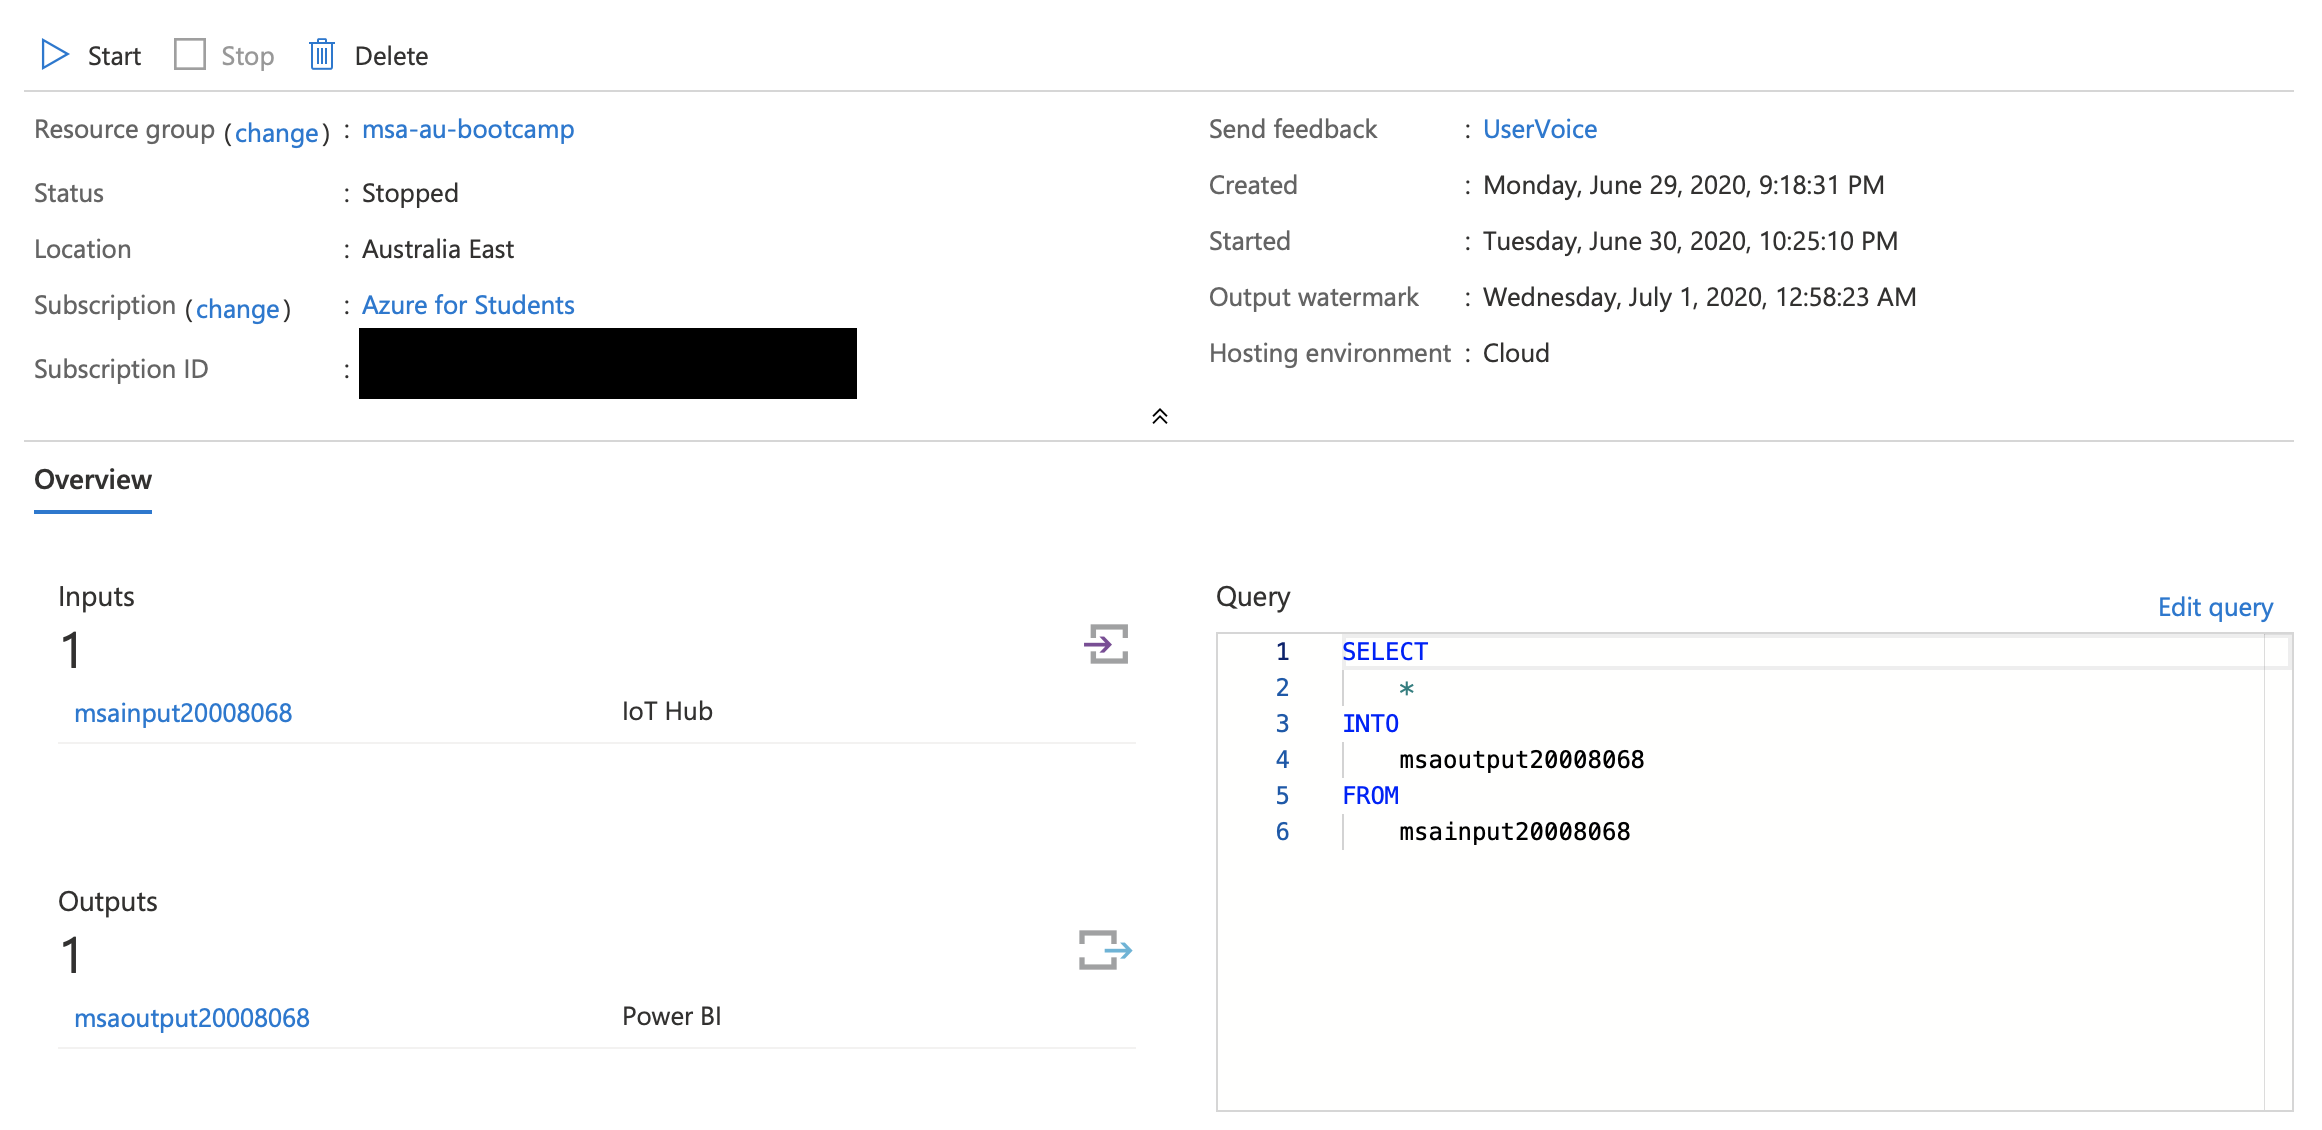 Start Stop Delete
Resource group (change) : msa-au-bootcamp
Status : Stopped
Location : Australia East
Subscription (change) : Azure for Students
Subscription ID :
Send feedback : UserVoice
Created : Monday, June 29, 2020, 9:18:31 PM
Started : Tuesday, June 30, 2020, 10:25:10 PM
Output watermark : Wednesday, July 1, 2020, 12:58:23 AM
Hosting environment : Cloud
Overview
Inputs
1
msainput20008068 IoT Hub
Outputs
1
msaoutput20008068 Power BI
Query
Edit query
1 SELECT
2 *
3 INTO
4 msaoutput20008068
5 FROM
6 msainput20008068